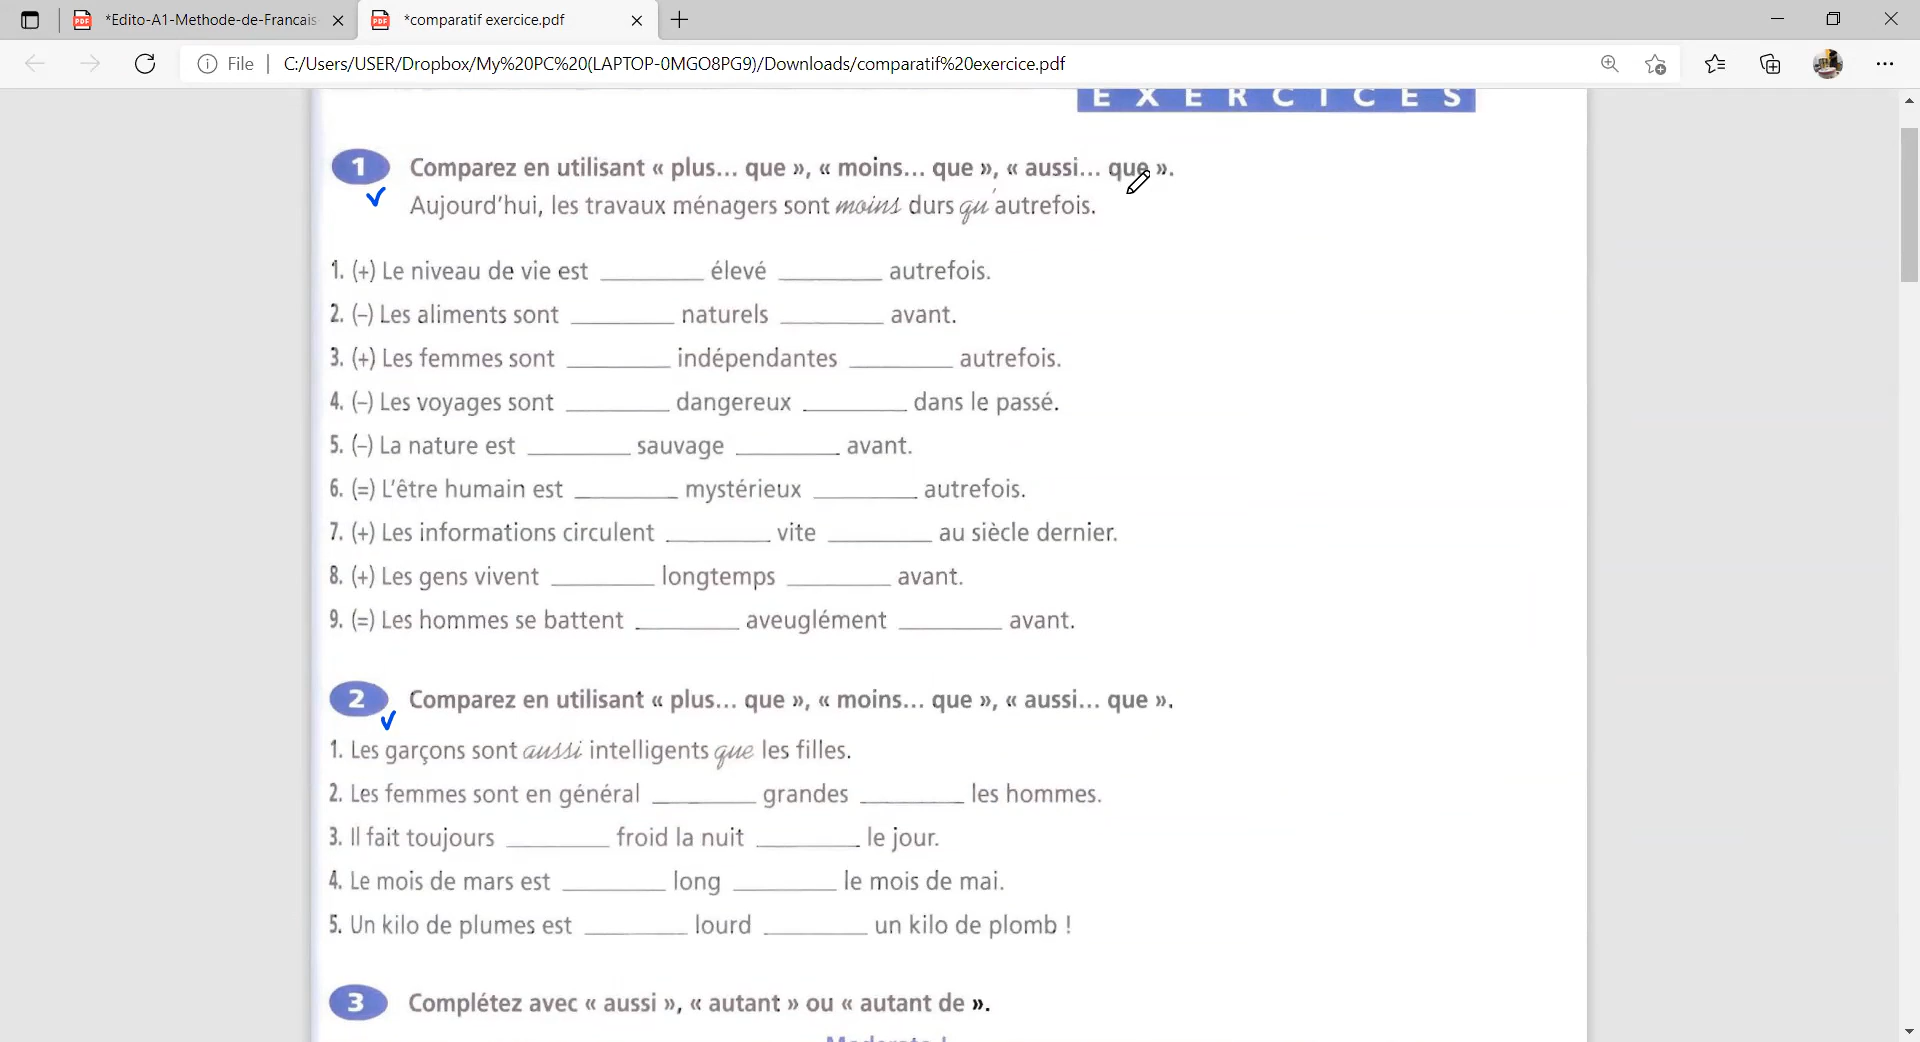 *Edito-A1-Methode-de-Francais
*comparatif exercice.pdf
File C:/Users/USER/Dropbox/My%20PC%20(LAPTOP-0MGO8PG9)/Downloads/comparatif%20exercice.pdf
EXERCICES
1 Comparez en utilisant « plus... que », « moins... que », « aussi... que ».
Aujourd'hui, les travaux ménagers sont moins durs qu'autrefois.
1. (+) Le niveau de vie est ________ élevé ________ autrefois.
2. (–) Les aliments sont ________ naturels ________ avant.
3. (+) Les femmes sont ________ indépendantes ________ autrefois.
4. (–) Les voyages sont ________ dangereux ________ dans le passé.
5. (–) La nature est ________ sauvage ________ avant.
6. (=) L'être humain est ________ mystérieux ________ autrefois.
7. (+) Les informations circulent ________ vite ________ au siècle dernier.
8. (+) Les gens vivent ________ longtemps ________ avant.
9. (=) Les hommes se battent ________ aveuglément ________ avant.
2 Comparez en utilisant « plus... que », « moins... que », « aussi... que ».
1. Les garçons sont aussi intelligents que les filles.
2. Les femmes sont en général ________ grandes ________ les hommes.
3. Il fait toujours ________ froid la nuit ________ le jour.
4. Le mois de mars est ________ long ________ le mois de mai.
5. Un kilo de plumes est ________ lourd ________ un kilo de plomb !
3 Complétez avec « aussi », « autant » ou « autant de ».